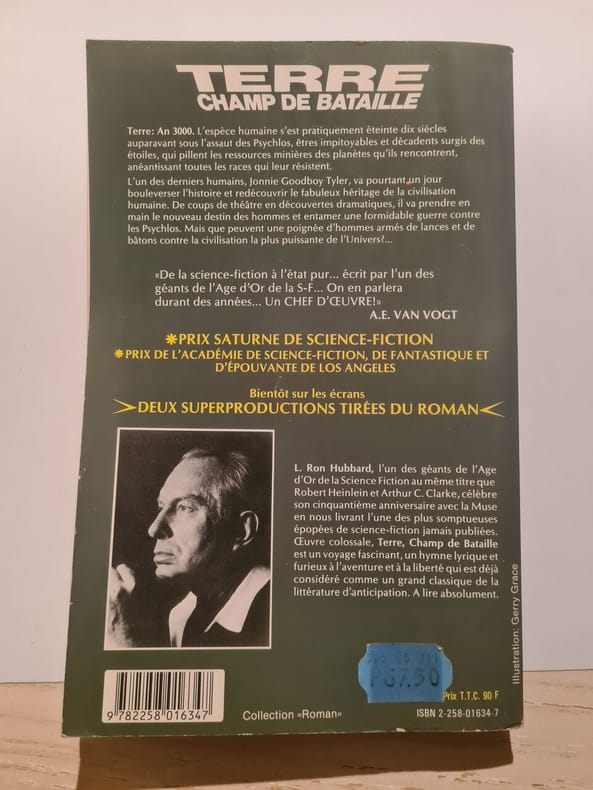 TERRE
CHAMP DE BATAILLE
Terre: An 3000. L'espèce humaine s'est pratiquement éteinte dix siècles
auparavant sous l'assaut des Psychlos, êtres impitoyables et décadents surgis des
étoiles, qui pillent les ressources minières des planètes qu'ils rencontrent,
anéantissant toutes les races qui leur résistent.
L'un des derniers humains, Jonnie Goodboy Tyler, va pourtant un jour
bouleverser l'histoire et redécouvrir le fabuleux héritage de la civilisation
humaine. De coups de théâtre en découvertes dramatiques, il va prendre en
main le nouveau destin des hommes et entamer une formidable guerre contre
les Psychlos. Mais que peuvent une poignée d'hommes armés de lances et de
bâtons contre la civilisation la plus puissante de l'Univers?...
«De la science-fiction à l'état pur... écrit par l'un des
géants de l'Age d'Or de la S-F... On en parlera
durant des années... Un CHEF D'ŒUVRE!»
A.E. VAN VOGT
*PRIX SATURNE DE SCIENCE-FICTION
*PRIX DE L'ACADÉMIE DE SCIENCE-FICTION, DE FANTASTIQUE ET
D'ÉPOUVANTE DE LOS ANGELES
Bientôt sur les écrans
DEUX SUPERPRODUCTIONS TIRÉES DU ROMAN
L. Ron Hubbard, l'un des géants de l'Age
d'Or de la Science Fiction au même titre que
Robert Heinlein et Arthur C. Clarke, célèbre
son cinquantième anniversaire avec la Muse
en nous livrant l'une des plus somptueuses
épopées de science-fiction jamais publiées.
Œuvre colossale, Terre, Champ de Bataille
est un voyage fascinant, un hymne lyrique et
furieux à l'aventure et à la liberté qui est déjà
considéré comme un grand classique de la
littérature d'anticipation. A lire absolument.
Illustration: Gerry Grace
67.50
Prix T.T.C. 90 F
9 782258 016347
Collection «Roman»
ISBN 2-258-01634-7